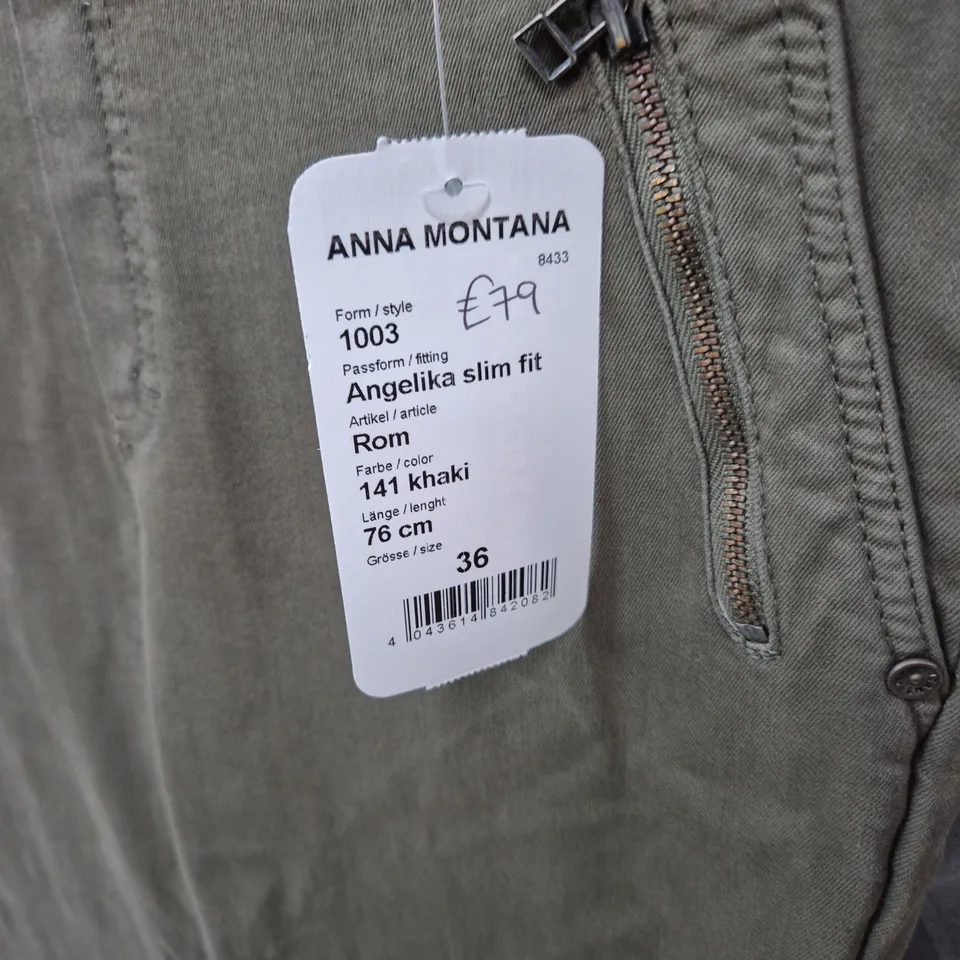 ANNA MONTANA
8433
Form / style
£79
1003
Passform / fitting
Angelika slim fit
Artikel / article
Rom
Farbe / color
141 khaki
Länge / lenght
76 cm
Grösse / size
36
4 043614 842082